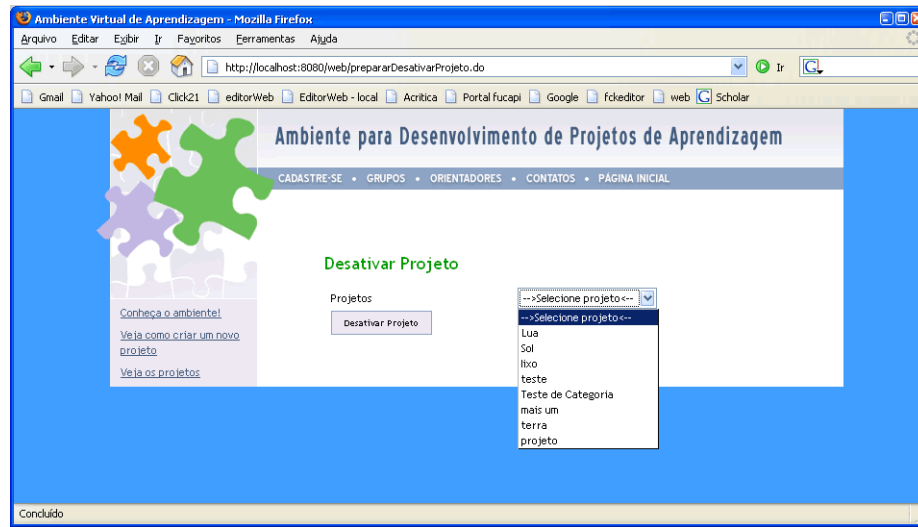 Ambiente Virtual de Aprendizagem - Mozilla Firefox
Arquivo Editar Exibir Ir Favoritos Ferramentas Ajuda
http://localhost:8080/web/prepararDesativarProjeto.do Ir G
Gmail Yahoo! Mail Click21 editorWeb EditorWeb - local Acritica Portal fucapi Google fckeditor web G Scholar
Ambiente para Desenvolvimento de Projetos de Aprendizagem
CADASTRE-SE • GRUPOS • ORIENTADORES • CONTATOS • PÁGINA INICIAL
Desativar Projeto
Projetos
-->Selecione projeto<--
Desativar Projeto
-->Selecione projeto<--
Lua
Sol
lixo
teste
Teste de Categoria
mais um
terra
projeto
Conheça o ambiente!
Veja como criar um novo
projeto
Veja os projetos
Concluído